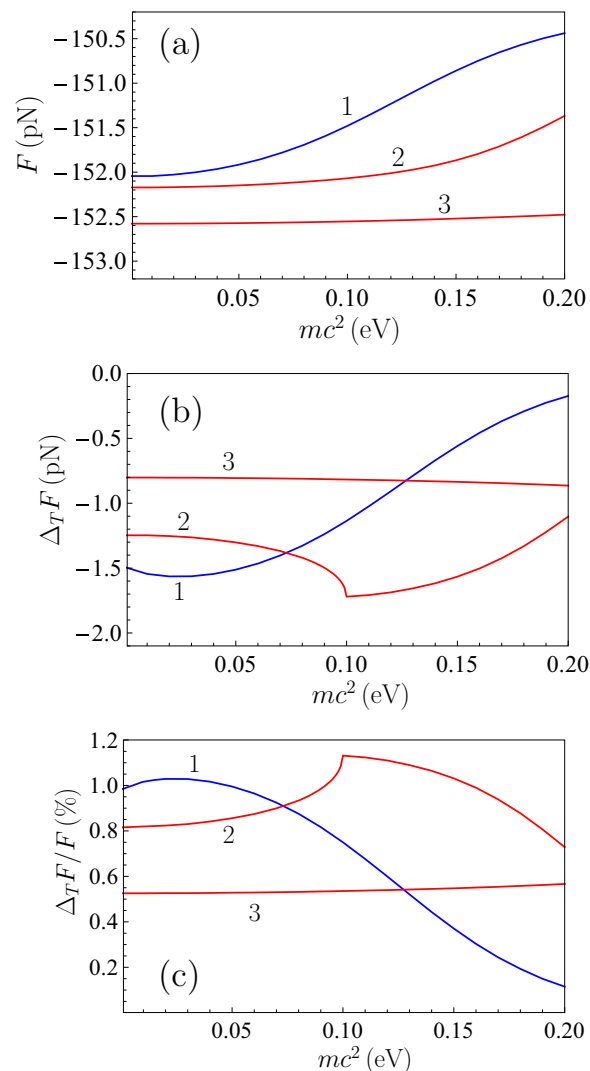 (a)
−150.5
−151.0
−151.5
−152.0
−152.5
−153.0
F (pN)
1
2
3
0.05 0.10 0.15 0.20
mc² (eV)
(b)
0.0
−0.5
−1.0
−1.5
−2.0
Δ_T F (pN)
3
2
1
0.05 0.10 0.15 0.20
mc² (eV)
1.2
1.0
0.8
0.6
0.4
0.2
Δ_T F/F (%)
1
2
3
(c)
0.05 0.10 0.15 0.20
mc² (eV)